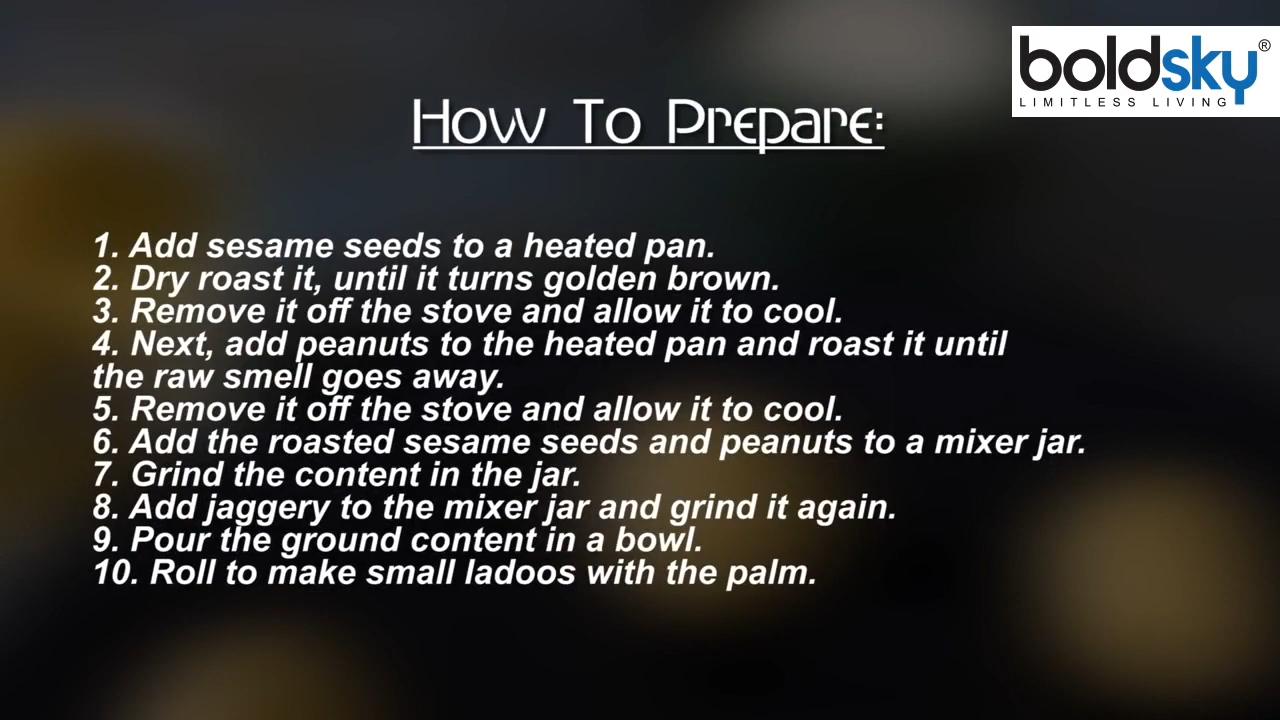 boldsky®
LIMITLESS LIVING
How To Prepare:
1. Add sesame seeds to a heated pan.
2. Dry roast it, until it turns golden brown.
3. Remove it off the stove and allow it to cool.
4. Next, add peanuts to the heated pan and roast it until
the raw smell goes away.
5. Remove it off the stove and allow it to cool.
6. Add the roasted sesame seeds and peanuts to a mixer jar.
7. Grind the content in the jar.
8. Add jaggery to the mixer jar and grind it again.
9. Pour the ground content in a bowl.
10. Roll to make small ladoos with the palm.